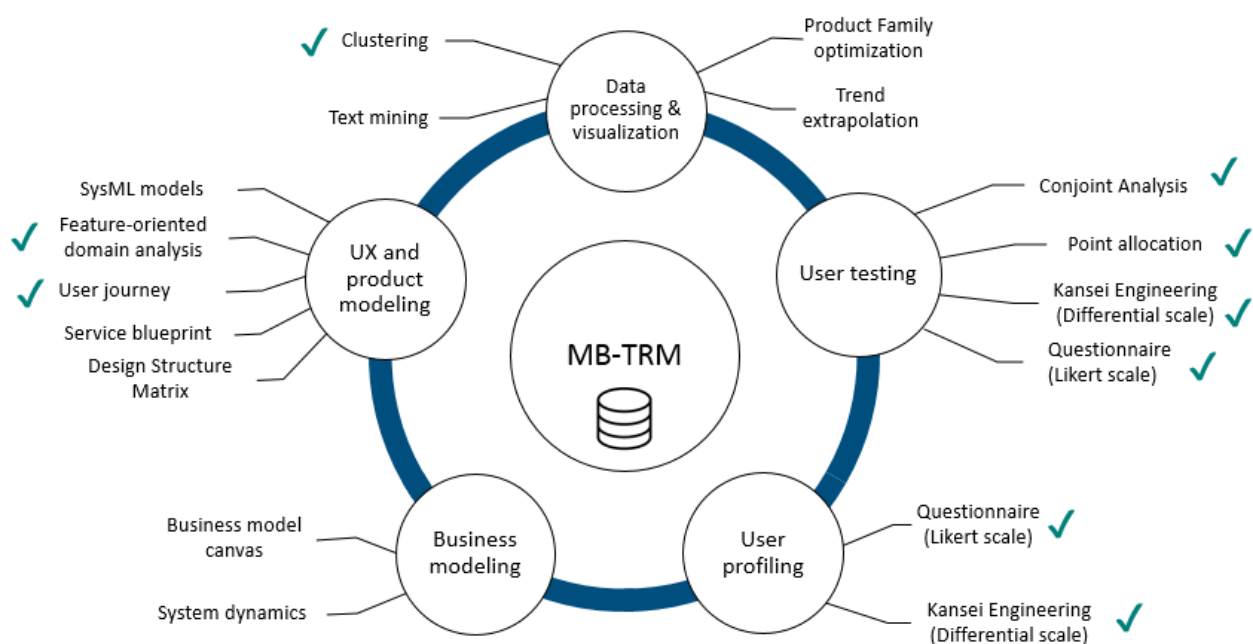 Clustering
Text mining
Data
processing &
visualization
Product Family
optimization
Trend
extrapolation
SysML models
Feature-oriented
domain analysis
User journey
Service blueprint
Design Structure
Matrix
UX and
product
modeling
User testing
Conjoint Analysis
Point allocation
Kansei Engineering
(Differential scale)
Questionnaire
(Likert scale)
MB-TRM
Business model
canvas
System dynamics
Business
modeling
User
profiling
Questionnaire
(Likert scale)
Kansei Engineering
(Differential scale)